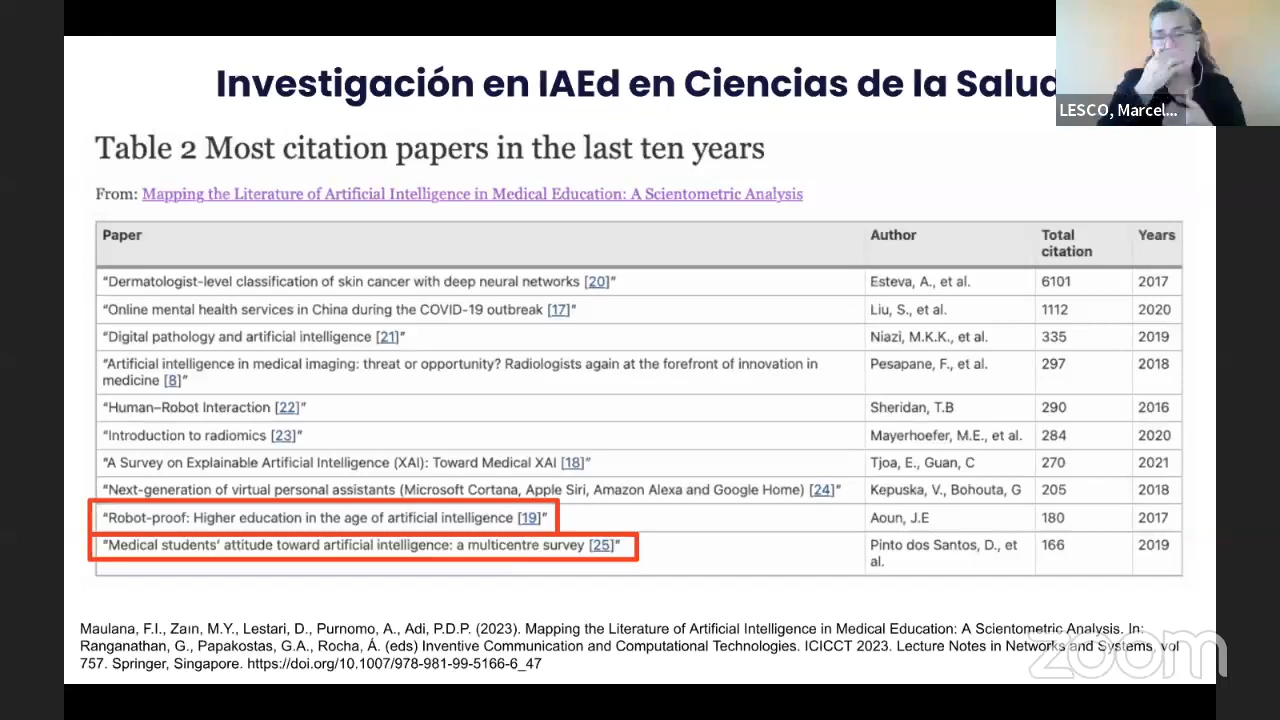 Investigación en IAEd en Ciencias de la Salud
LESCO, Marcel...
Table 2 Most citation papers in the last ten years
From: Mapping the Literature of Artificial Intelligence in Medical Education: A Scientometric Analysis
Paper Author Total citation Years
“Dermatologist-level classification of skin cancer with deep neural networks [20]” Esteva, A., et al. 6101 2017
“Online mental health services in China during the COVID-19 outbreak [17]” Liu, S., et al. 1112 2020
“Digital pathology and artificial intelligence [21]” Niazi, M.K.K., et al. 335 2019
“Artificial intelligence in medical imaging: threat or opportunity? Radiologists again at the forefront of innovation in medicine [8]” Pesapane, F., et al. 297 2018
“Human–Robot Interaction [22]” Sheridan, T.B 290 2016
“Introduction to radiomics [23]” Mayerhoefer, M.E., et al. 284 2020
“A Survey on Explainable Artificial Intelligence (XAI): Toward Medical XAI [18]” Tjoa, E., Guan, C 270 2021
“Next-generation of virtual personal assistants (Microsoft Cortana, Apple Siri, Amazon Alexa and Google Home) [24]” Kepuska, V., Bohouta, G 205 2018
“Robot-proof: Higher education in the age of artificial intelligence [19]” Aoun, J.E 180 2017
“Medical students’ attitude toward artificial intelligence: a multicentre survey [25]” Pinto dos Santos, D., et al. 166 2019
Maulana, F.I., Zain, M.Y., Lestari, D., Purnomo, A., Adi, P.D.P. (2023). Mapping the Literature of Artificial Intelligence in Medical Education: A Scientometric Analysis. In:
Ranganathan, G., Papakostas, G.A., Rocha, Á. (eds) Inventive Communication and Computational Technologies. ICICCT 2023. Lecture Notes in Networks and Systems, vol
757. Springer, Singapore. https://doi.org/10.1007/978-981-99-5166-6_47
zoom